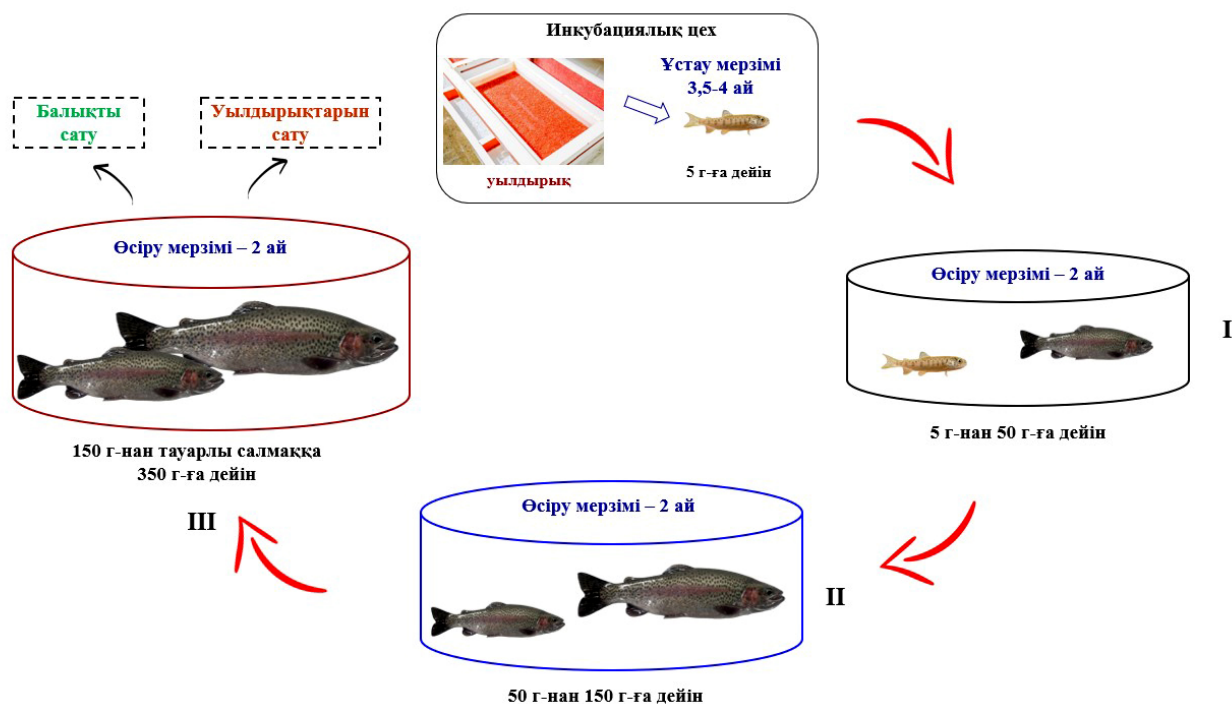 Инкубациялық цех
Ұстау мерзімі
3,5-4 ай
уылдырық
5 г-ға дейін
Балықты
сату
Уылдырықтарын
сату
Өсіру мерзімі – 2 ай
150 г-нан тауарлы салмаққа
350 г-ға дейін
III
Өсіру мерзімі – 2 ай
I
5 г-нан 50 г-ға дейін
Өсіру мерзімі – 2 ай
II
50 г-нан 150 г-ға дейін